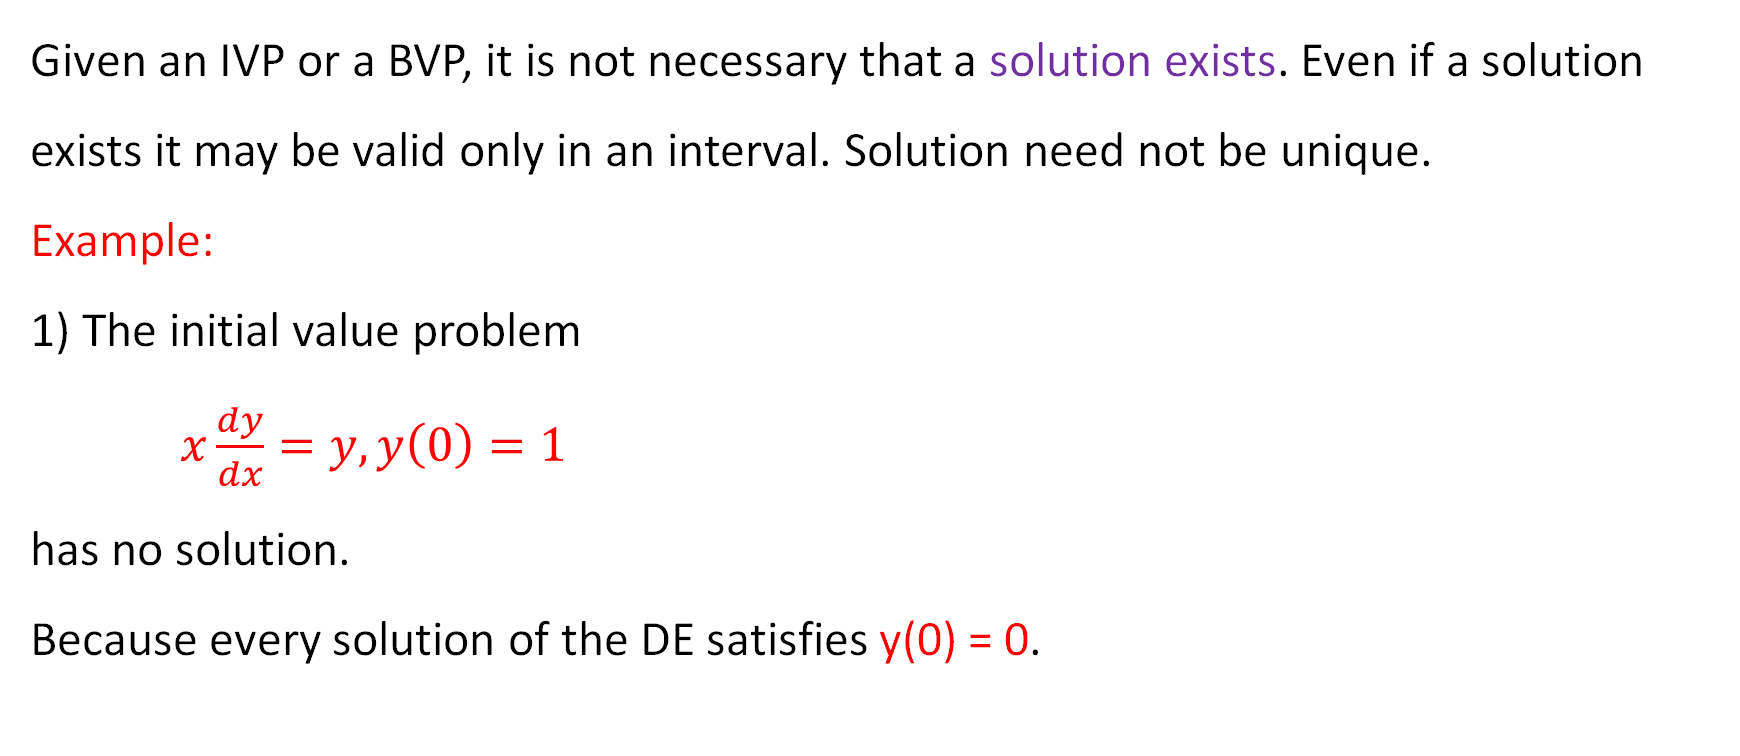 Given an IVP or a BVP, it is not necessary that a solution exists. Even if a solution
exists it may be valid only in an interval. Solution need not be unique.
Example:
1) The initial value problem
x dy/dx = y, y(0) = 1
has no solution.
Because every solution of the DE satisfies y(0) = 0.